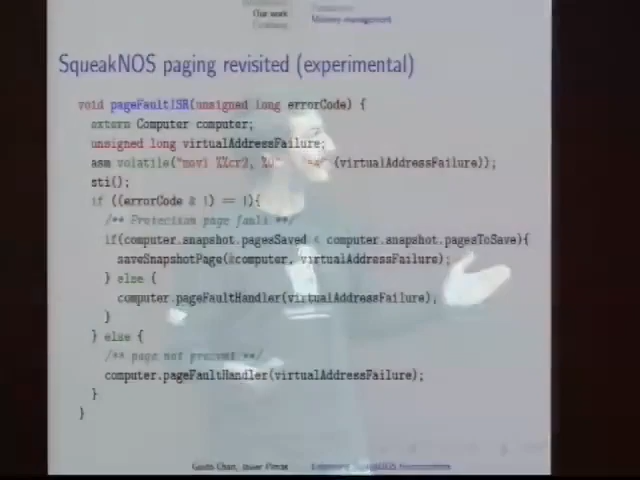 Our work
Memory management
SqueakNOS paging revisited (experimental)
void pageFaultISR(unsigned long errorCode) {
extern Computer computer;
unsigned long virtualAddressFailure;
asm volatile("movl %%cr2, (virtualAddressFailure));
sti();
if ((errorCode & 1) == 1){
/** Protection page fault **/
if(computer.snapshot.pagesSaved < computer.snapshot.pagesToSave){
saveSnapshotPage(&computer, virtualAddressFailure);
} else {
computer.pageFaultHandler(virtualAddressFailure);
}
} else {
/** page not present **/
computer.pageFaultHandler(virtualAddressFailure);
}
}